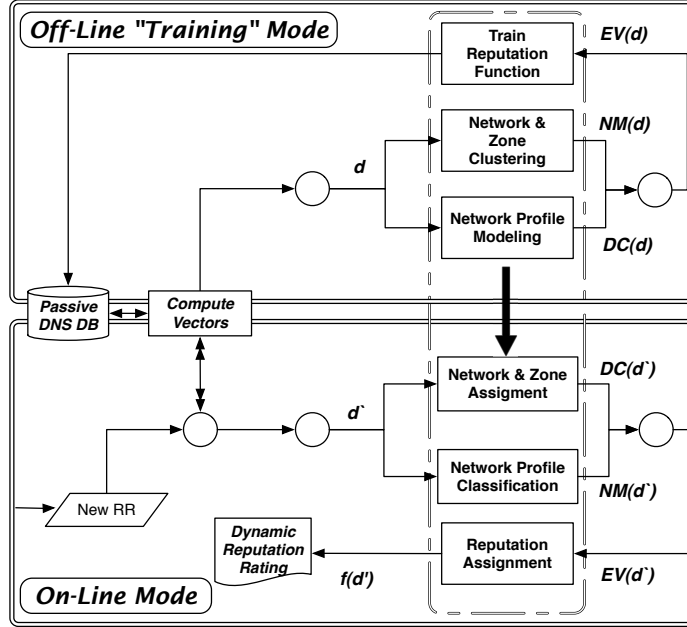 Off-Line "Training" Mode
Train
Reputation
Function
EV(d)
Network &
Zone
Clustering
NM(d)
d
Network Profile
Modeling
DC(d)
Passive
DNS DB
Compute
Vectors
Network & Zone
Assigment
DC(d`)
d`
Network Profile
Classification
NM(d`)
New RR
Dynamic
Reputation
Rating
f(d')
Reputation
Assignment
EV(d`)
On-Line Mode